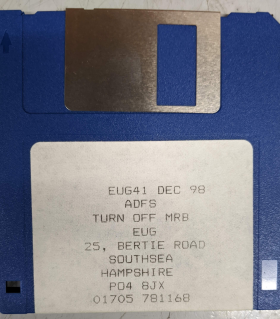 EUG41 DEC 98
ADFS
TURN OFF MRB
EUG
25, BERTIE ROAD
SOUTHSEA
HAMPSHIRE
PO4 8JX
01705 781168